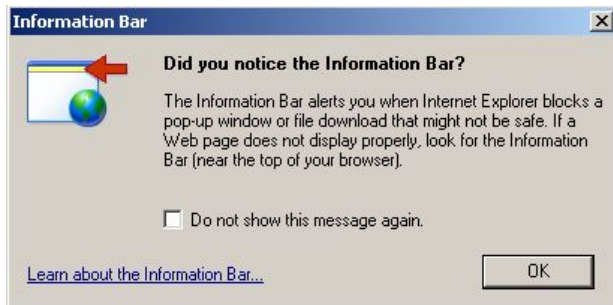 Information Bar
Did you notice the Information Bar?
The Information Bar alerts you when Internet Explorer blocks a
pop-up window or file download that might not be safe. If a
Web page does not display properly, look for the Information
Bar (near the top of your browser).
Do not show this message again.
Learn about the Information Bar...
OK